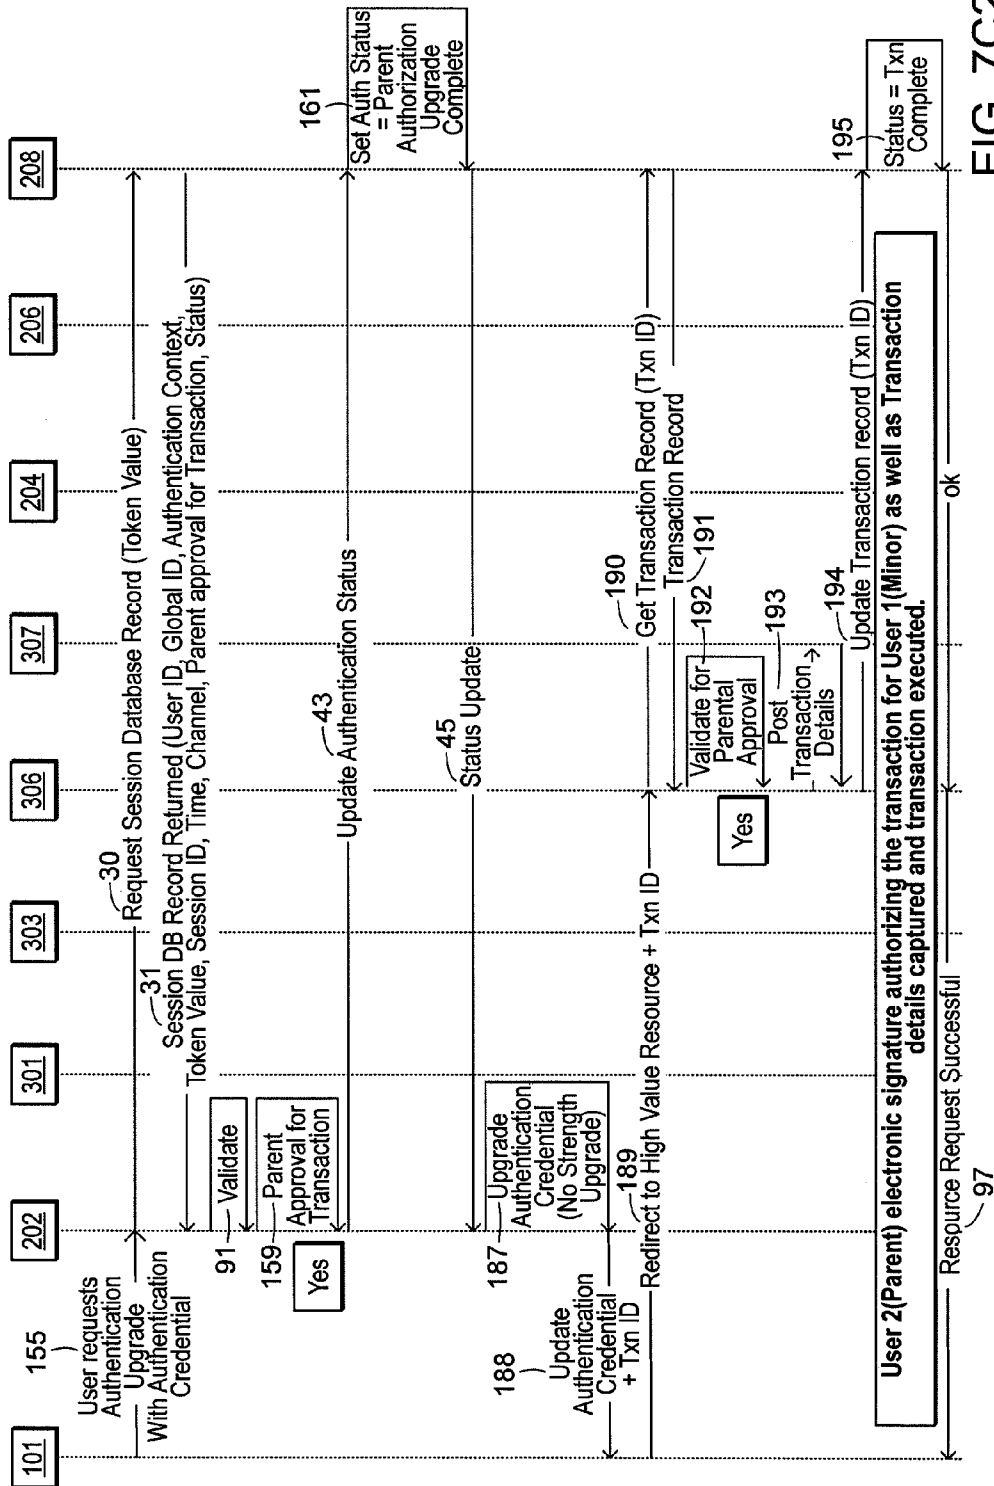 101
202
301
303
306
307
204
206
208
155
User requests
Authentication
Upgrade
With Authentication
Credential
30
Request Session Database Record (Token Value)
31
Session DB Record Returned (User ID, Global ID, Authentication Context,
Token Value, Session ID, Time, Channel, Parent approval for Transaction, Status)
91
Validate
159
Parent
Approval for
Transaction
Yes
43
Update Authentication Status
161
Set Auth Status
= Parent
Authorization
Upgrade
Complete
45
Status Update
187
Upgrade
Authentication
Credential
(No Strength
Upgrade)
188
Update
Authentication
Credential
+ Txn ID
189
Redirect to High Value Resource + Txn ID
190
Get Transaction Record (Txn ID)
Transaction Record
191
192
Validate for
Parental
Approval
Yes
193
Post
Transaction
Details
194
Update Transaction record (Txn ID)
195
Status = Txn
Complete
User 2(Parent) electronic signature authorizing the transaction for User 1(Minor) as well as Transaction
details captured and transaction executed.
ok
Resource Request Successful
97
FIG. 7C2